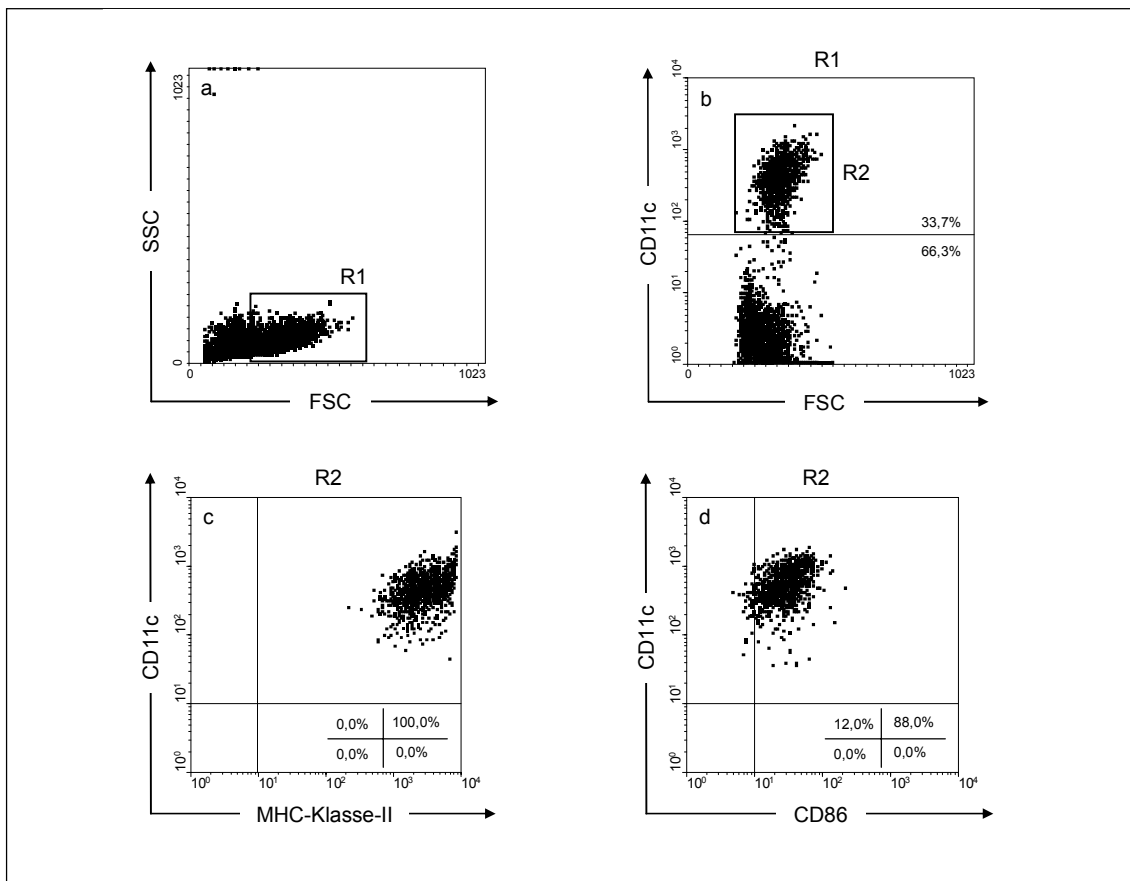 a
SSC
1023
0
R1
0
1023
FSC
R1
b
CD11c
10⁴
10³
10²
10¹
10⁰
R2
33,7%
66,3%
0
1023
FSC
R2
c
CD11c
10⁴
10³
10²
10¹
10⁰
0,0% 100,0%
0,0% 0,0%
10⁰ 10¹ 10² 10³ 10⁴
MHC-Klasse-II
R2
d
CD11c
10⁴
10³
10²
10¹
10⁰
12,0% 88,0%
0,0% 0,0%
10⁰ 10¹ 10² 10³ 10⁴
CD86